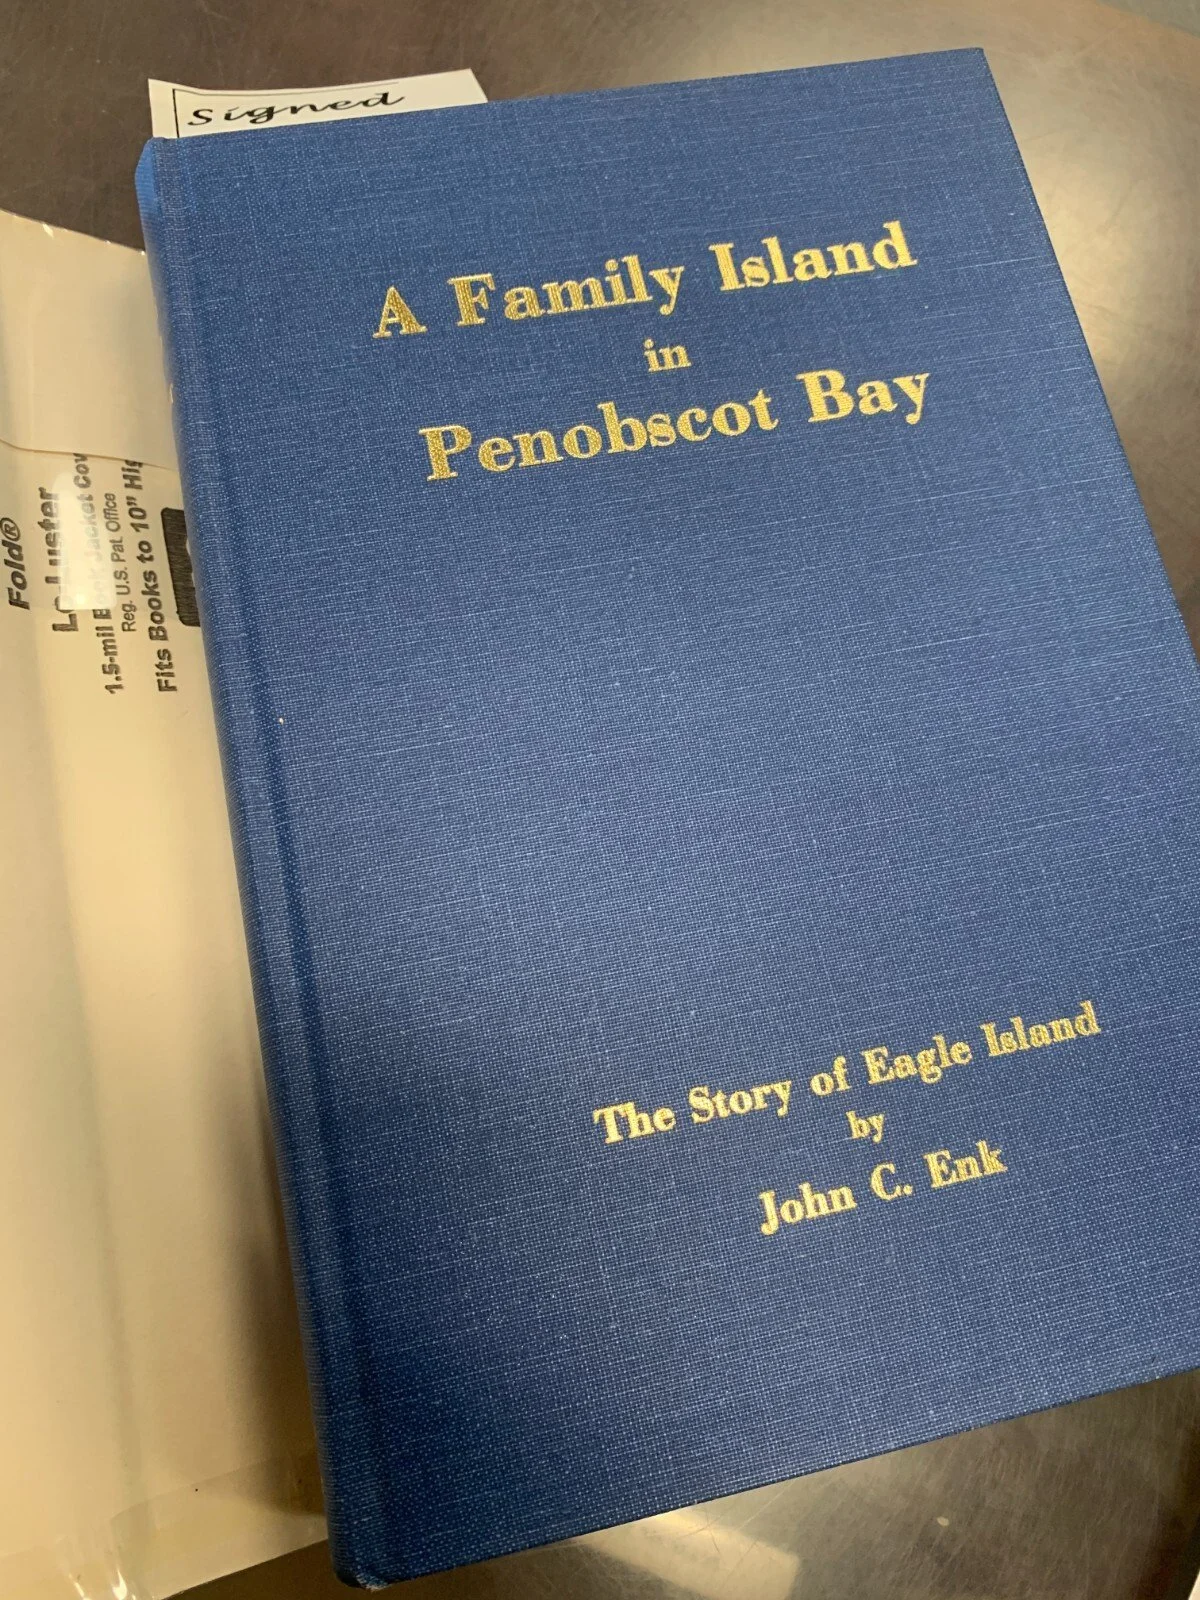 Signed
A Family Island
in
Penobscot Bay
The Story of Eagle Island
by
John C. Enk
Fold®
1.5-mil Jacket
Reg. U.S. Pat. Office
Fits Books to 10"